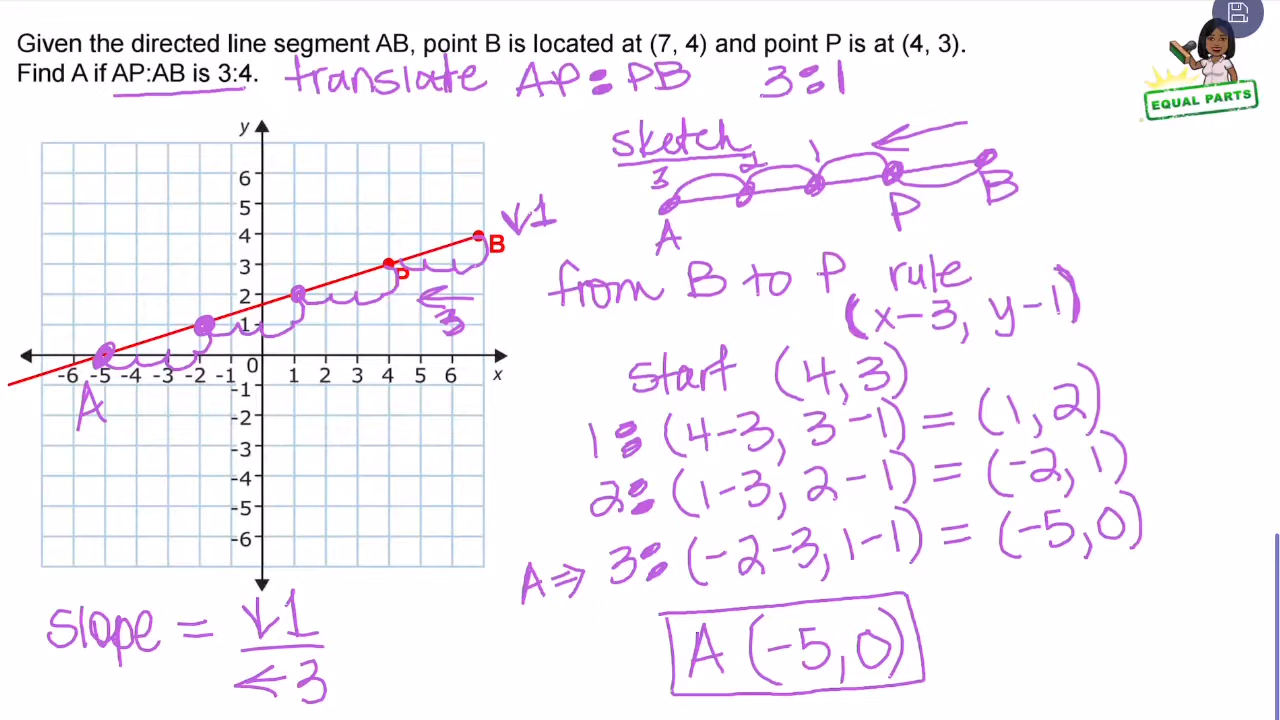 Given the directed line segment AB, point B is located at (7, 4) and point P is at (4, 3).
Find A if AP:AB is 3:4. translate AP:PB 3:1
EQUAL PARTS
sketch
3 2 1
A P B
y
6
5
4
3
2
1
0
-6 -5 -4 -3 -2 -1 1 2 3 4 5 6 x
-1
-2
-3
-4
-5
-6
B
P
A
↓1
← 3
from B to P rule
(x-3, y-1)
start (4,3)
1: (4-3, 3-1) = (1,2)
2: (1-3, 2-1) = (-2,1)
A⇒ 3: (-2-3, 1-1) = (-5,0)
slope = ↓1
←3
A (-5,0)